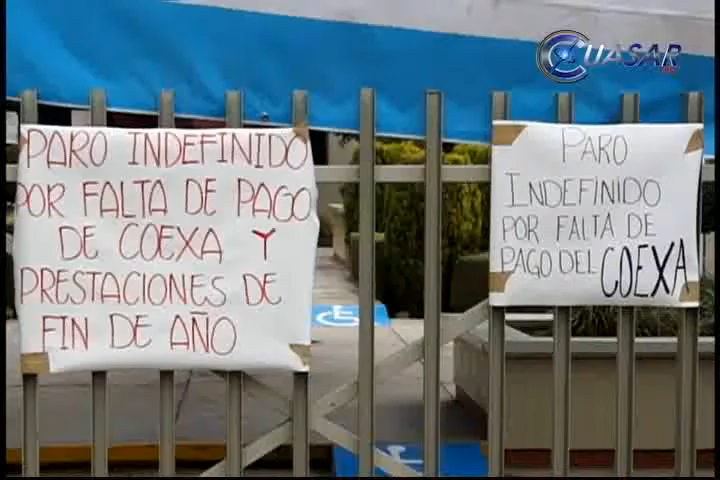 PARO INDEFINIDO
POR FALTA DE PAGO
DE COEXA Y
PRESTACIONES DE
FIN DE AÑO
PARO
INDEFINIDO
POR FALTA DE
PAGO DEL COEXA
CUASAR